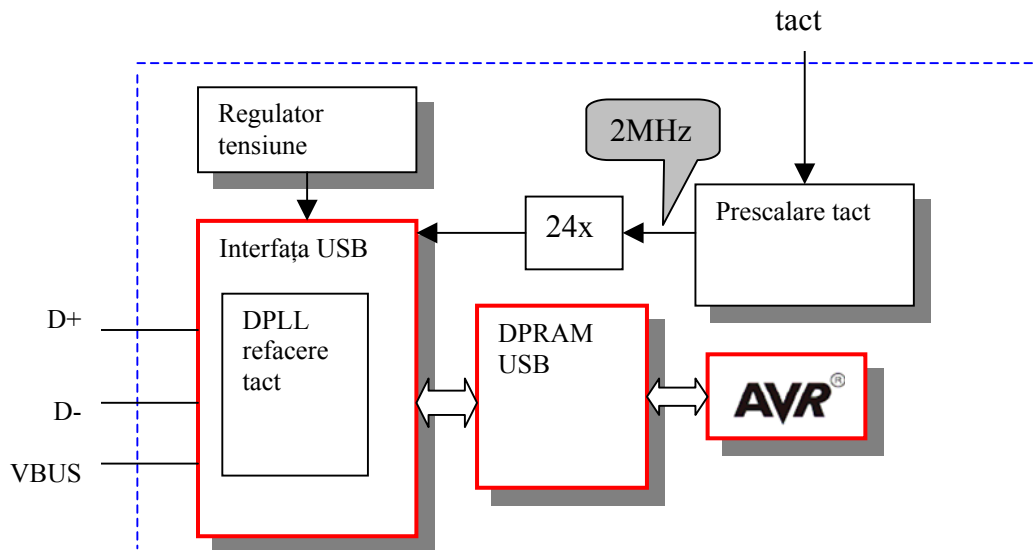 tact
Regulator
tensiune
2MHz
Prescalare tact
24x
Interfața USB
DPLL
refacere
tact
DPRAM
USB
AVR®
D+
D-
VBUS